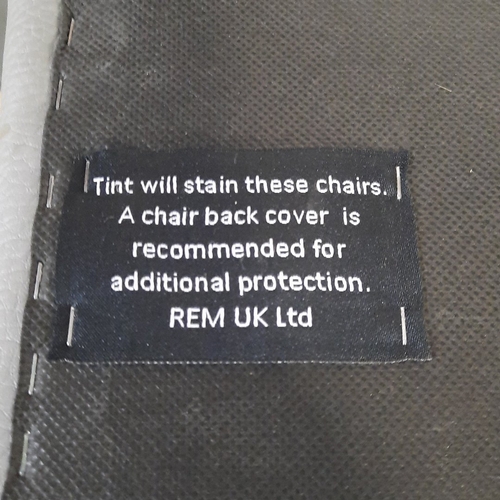 Tint will stain these chairs.
A chair back cover is
recommended for
additional protection.
REM UK Ltd